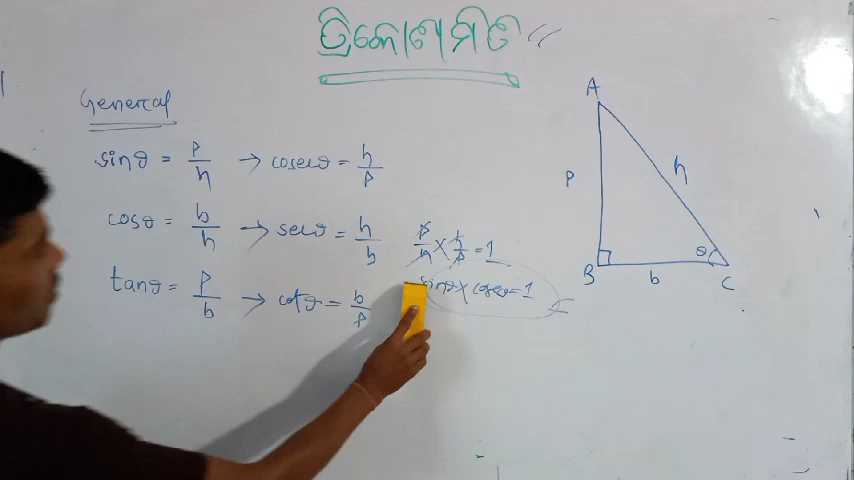 ତ୍ରିକୋଣମିତି
General
sinθ = p/h → cosecθ = h/p
cosθ = b/h → secθ = h/b
tanθ = p/b → cotθ = b/p
p/h × h/p = 1
sinθ × cosecθ = 1
A
p
h
B
b
θ
C